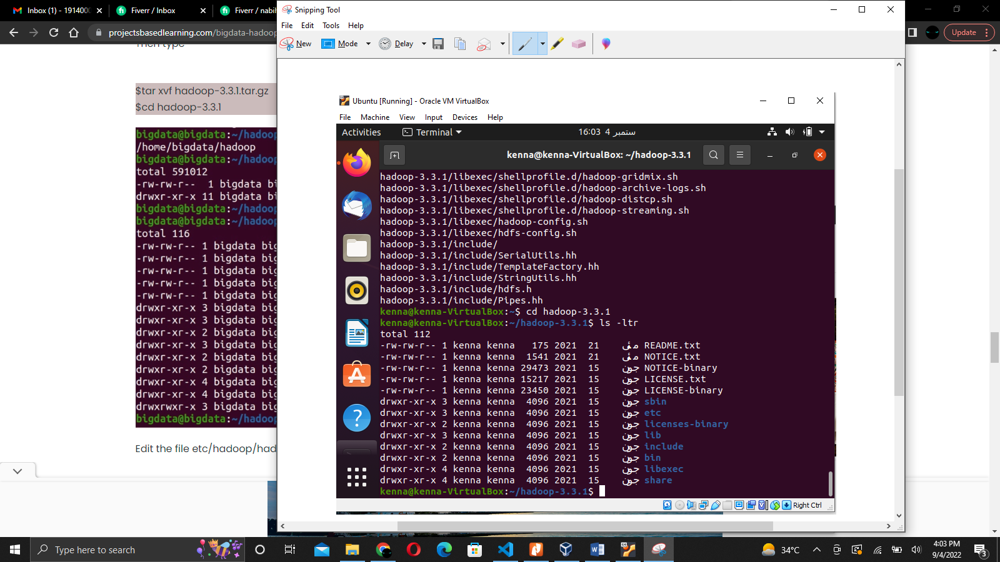 Inbox (1) - 191400
Fiverr / Inbox
Fiverr / nabih
projectsbasedlearning.com/bigdata-hadoop
Update
Then type
$tar xvf hadoop-3.3.1.tar.gz
$cd hadoop-3.3.1
bigdata@bigdata:~/hadoop
/home/bigdata/hadoop
bigdata@bigdata:~/hadoop
total 591012
-rw-rw-r-- 1 bigdata bi
drwxr-xr-x 11 bigdata bi
bigdata@bigdata:~/hadoop
bigdata@bigdata:~/hadoop
total 116
-rw-rw-r-- 1 bigdata big
-rw-rw-r-- 1 bigdata big
-rw-rw-r-- 1 bigdata big
-rw-rw-r-- 1 bigdata big
-rw-rw-r-- 1 bigdata big
drwxr-xr-x 3 bigdata big
drwxr-xr-x 3 bigdata big
drwxr-xr-x 2 bigdata big
drwxr-xr-x 3 bigdata big
drwxr-xr-x 2 bigdata big
drwxr-xr-x 2 bigdata big
drwxr-xr-x 4 bigdata big
drwxr-xr-x 4 bigdata big
drwxrwxr-x 3 bigdata big
bigdata@bigdata:~/hadoop
Edit the file etc/hadoop/had
Snipping Tool
File Edit Tools Help
New Mode Delay
Ubuntu [Running] - Oracle VM VirtualBox
File Machine View Input Devices Help
Activities Terminal 16:03 4 ستمبر
kenna@kenna-VirtualBox: ~/hadoop-3.3.1
hadoop-3.3.1/libexec/shellprofile.d/hadoop-gridmix.sh
hadoop-3.3.1/libexec/shellprofile.d/hadoop-archive-logs.sh
hadoop-3.3.1/libexec/shellprofile.d/hadoop-distcp.sh
hadoop-3.3.1/libexec/shellprofile.d/hadoop-streaming.sh
hadoop-3.3.1/libexec/hadoop-config.sh
hadoop-3.3.1/libexec/hdfs-config.sh
hadoop-3.3.1/include/
hadoop-3.3.1/include/SerialUtils.hh
hadoop-3.3.1/include/TemplateFactory.hh
hadoop-3.3.1/include/StringUtils.hh
hadoop-3.3.1/include/hdfs.h
hadoop-3.3.1/include/Pipes.hh
kenna@kenna-VirtualBox:~$ cd hadoop-3.3.1
kenna@kenna-VirtualBox:~/hadoop-3.3.1$ ls -ltr
total 112
-rw-rw-r-- 1 kenna kenna 175 2021 21 مئی README.txt
-rw-rw-r-- 1 kenna kenna 1541 2021 21 مئی NOTICE.txt
-rw-rw-r-- 1 kenna kenna 29473 2021 15 جون NOTICE-binary
-rw-rw-r-- 1 kenna kenna 15217 2021 15 جون LICENSE.txt
-rw-rw-r-- 1 kenna kenna 23450 2021 15 جون LICENSE-binary
drwxr-xr-x 3 kenna kenna 4096 2021 15 جون sbin
drwxr-xr-x 3 kenna kenna 4096 2021 15 جون etc
drwxr-xr-x 2 kenna kenna 4096 2021 15 جون licenses-binary
drwxr-xr-x 3 kenna kenna 4096 2021 15 جون lib
drwxr-xr-x 2 kenna kenna 4096 2021 15 جون include
drwxr-xr-x 2 kenna kenna 4096 2021 15 جون bin
drwxr-xr-x 4 kenna kenna 4096 2021 15 جون libexec
drwxr-xr-x 4 kenna kenna 4096 2021 15 جون share
kenna@kenna-VirtualBox:~/hadoop-3.3.1$
Right Ctrl
Type here to search
34°C
4:03 PM
9/4/2022
3